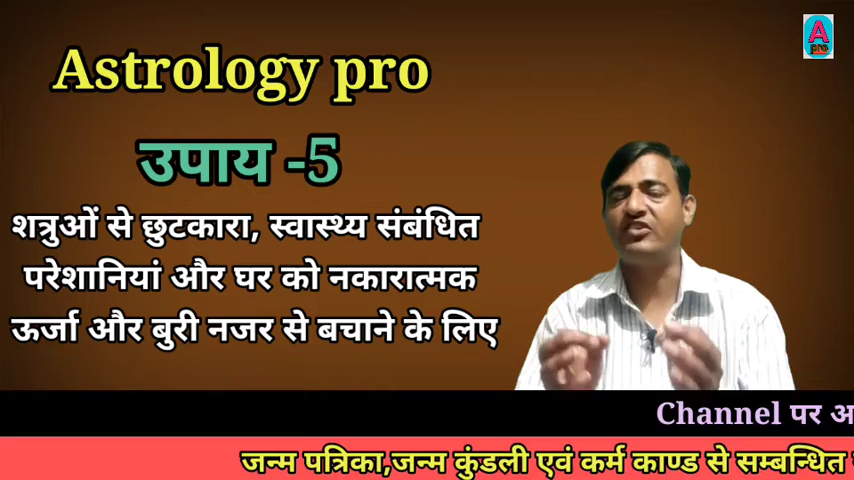 A
pro
Astrology pro
उपाय -5
शत्रुओं से छुटकारा, स्वास्थ्य संबंधित
परेशानियां और घर को नकारात्मक
ऊर्जा और बुरी नजर से बचाने के लिए
Channel पर
जन्म पत्रिका,जन्म कुंडली एवं कर्म काण्ड से सम्बन्धित